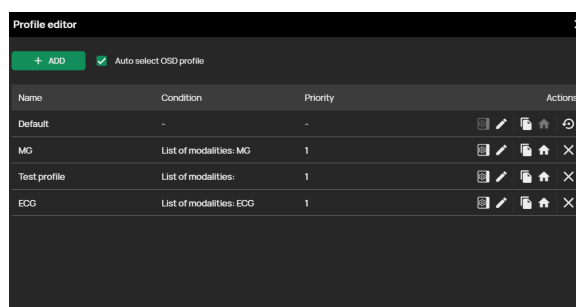 Profile editor
+ ADD Auto select OSD profile
Name Condition Priority Actions
Default - -
MG List of modalities: MG 1
Test profile List of modalities: 1
ECG List of modalities: ECG 1